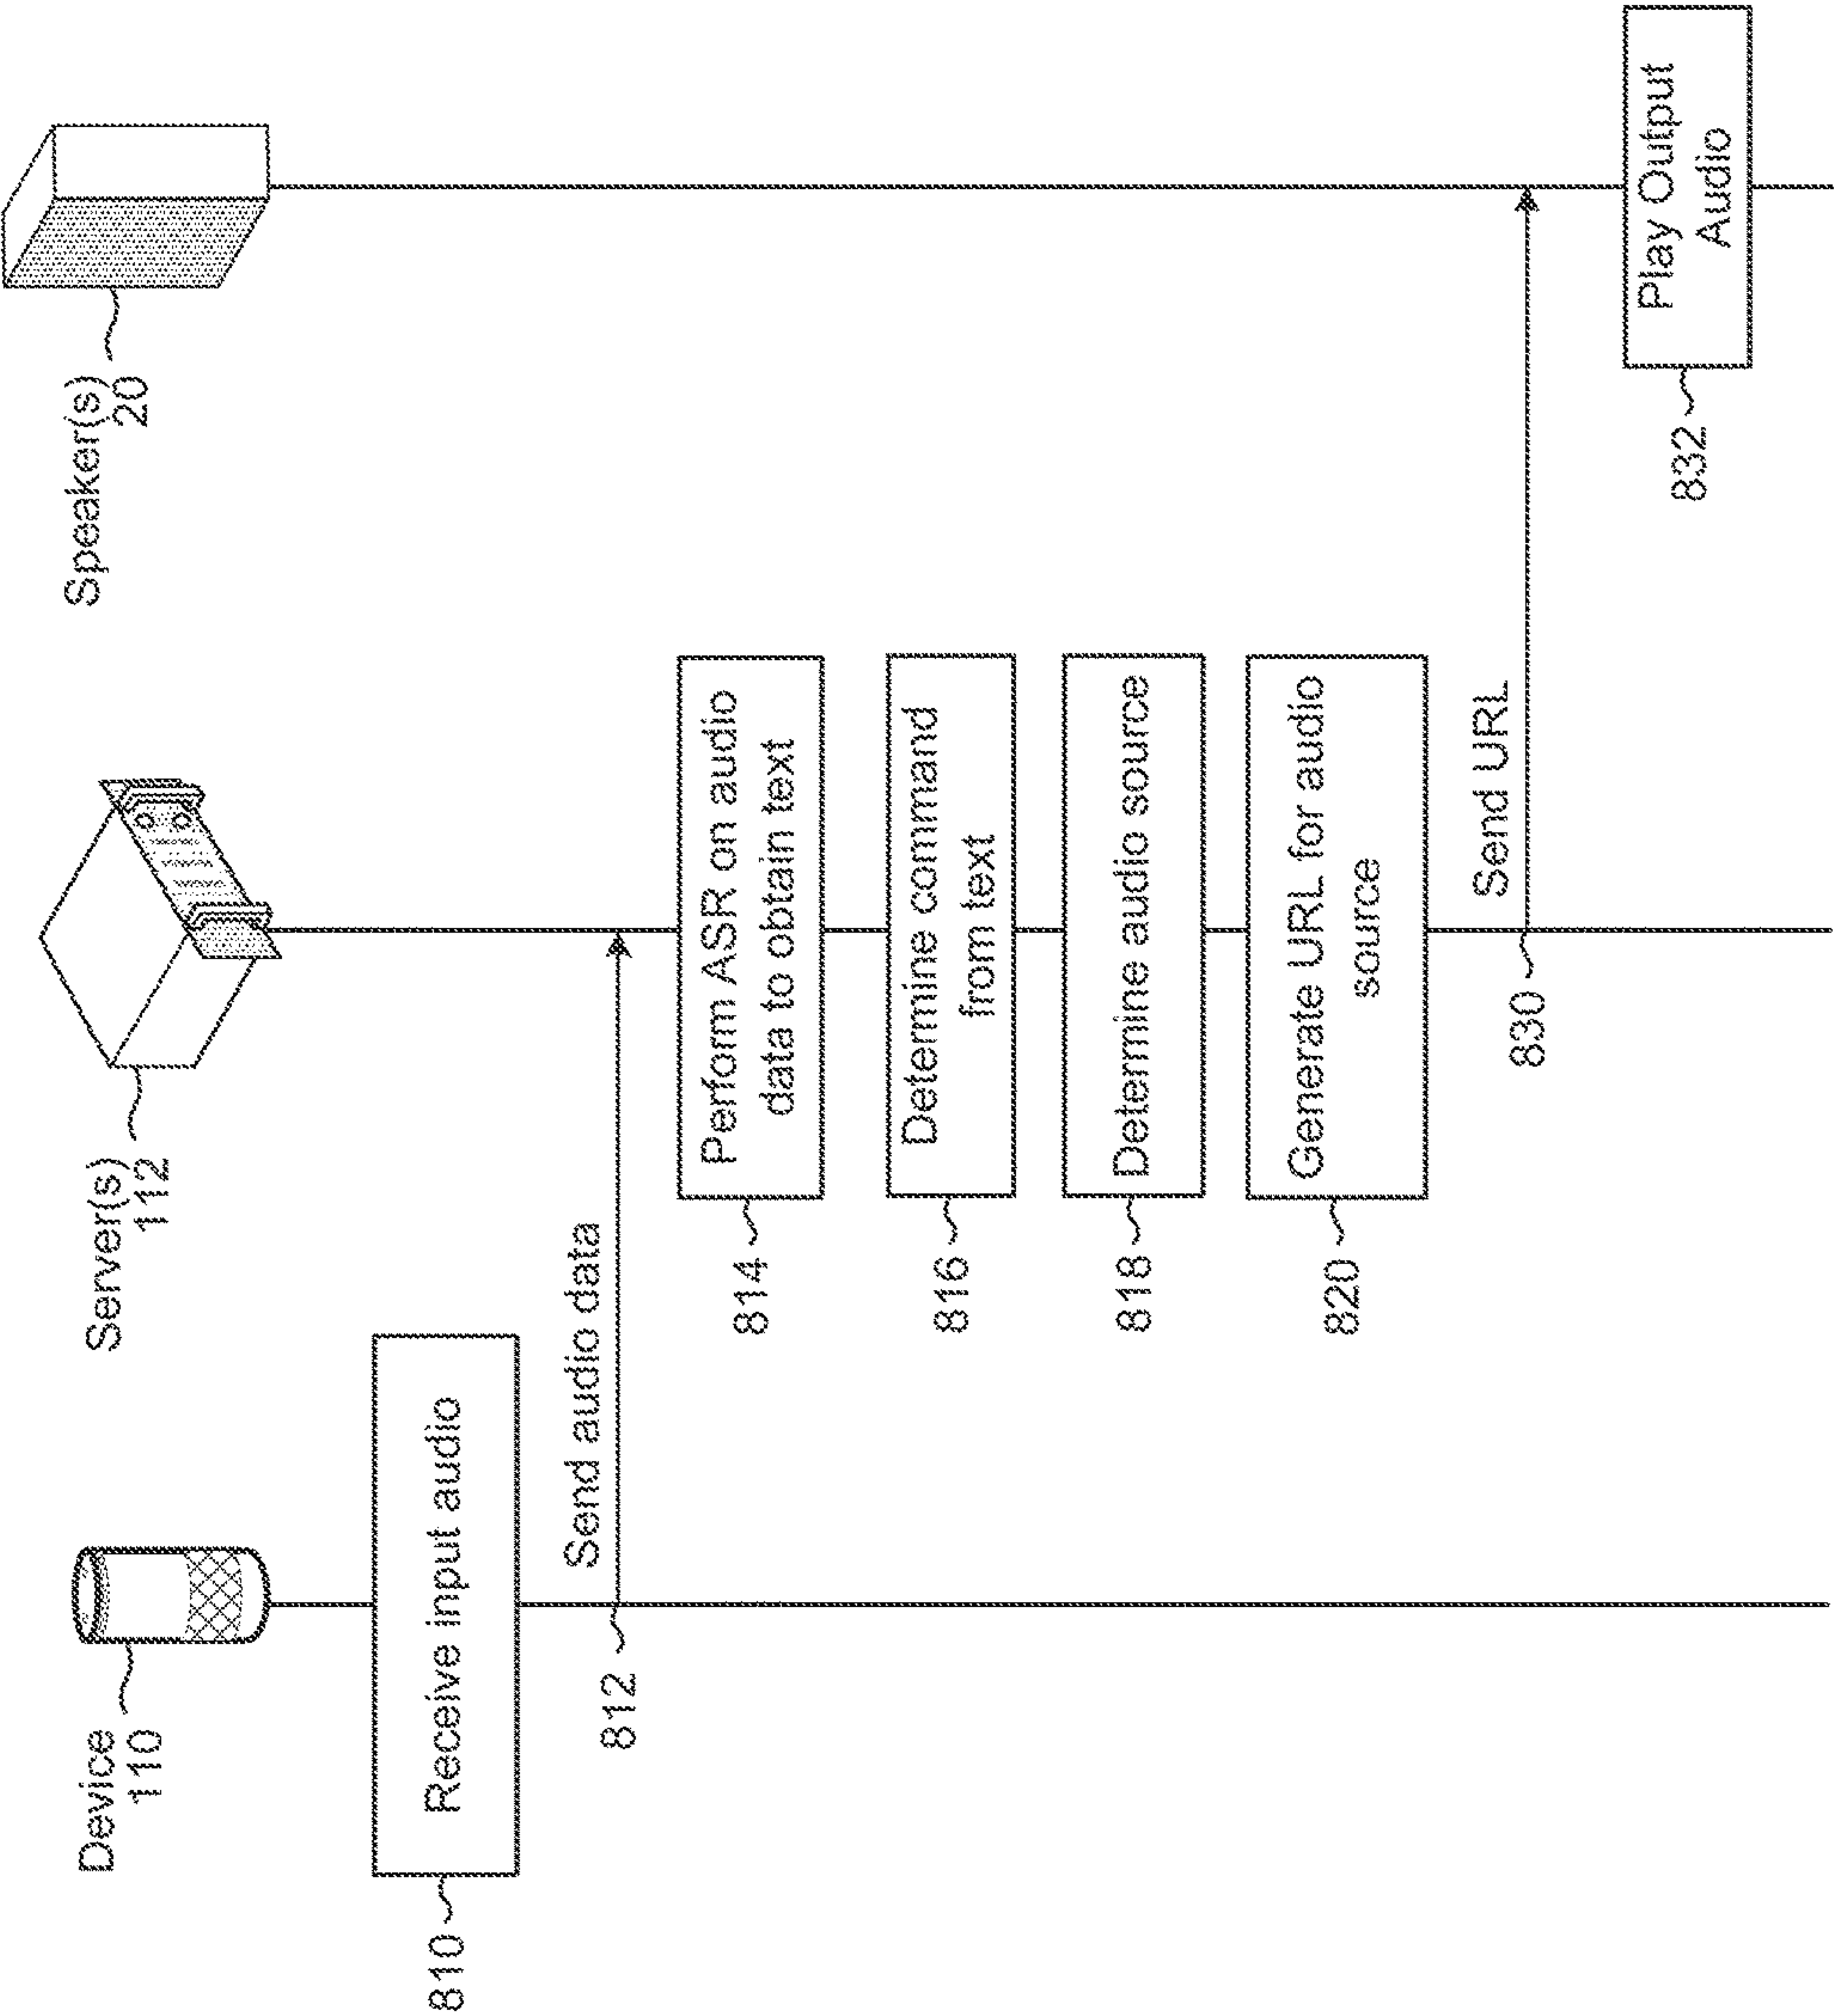 Device
110
Server(s)
112
Speaker(s)
20
810
Receive input audio
Send audio data
812
814
Perform ASR on audio
data to obtain text
816
Determine command
from text
818
Determine audio source
820
Generate URL for audio
source
Send URL
830
832
Play Output
Audio